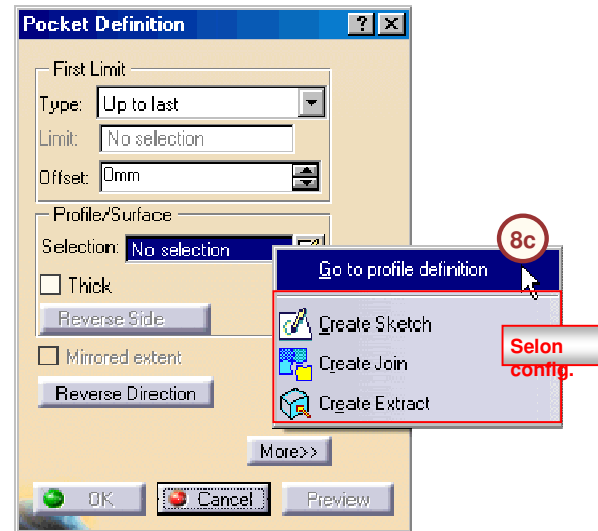 Pocket Definition
First Limit
Type: Up to last
Limit: No selection
Offset: 0mm
Profile/Surface
Selection: No selection
Thick
Reverse Side
Mirrored extent
Reverse Direction
More>>
OK Cancel Preview
8c
Go to profile definition
Create Sketch
Create Join
Create Extract
Selon
config.